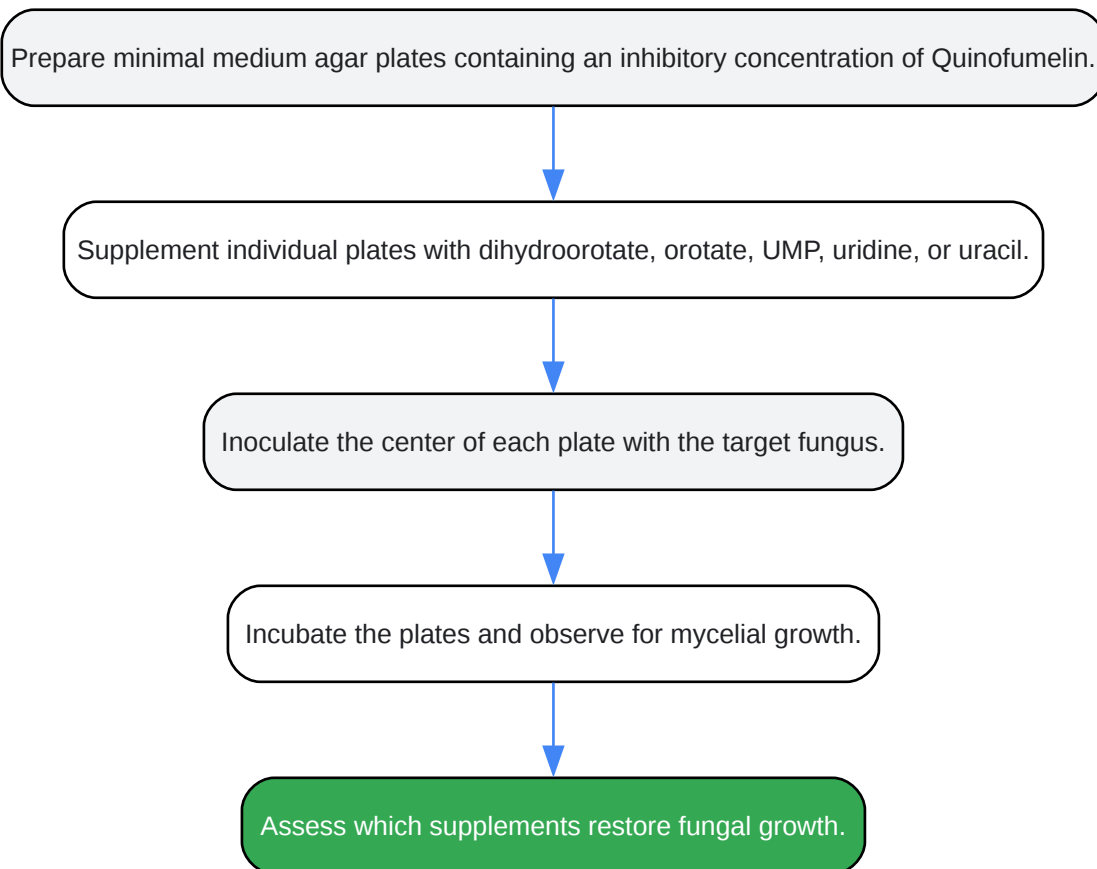 Prepare minimal medium agar plates containing an inhibitory concentration of Quinofumelin.
Supplement individual plates with dihydroorotate, orotate, UMP, uridine, or uracil.
Inoculate the center of each plate with the target fungus.
Incubate the plates and observe for mycelial growth.
Assess which supplements restore fungal growth.